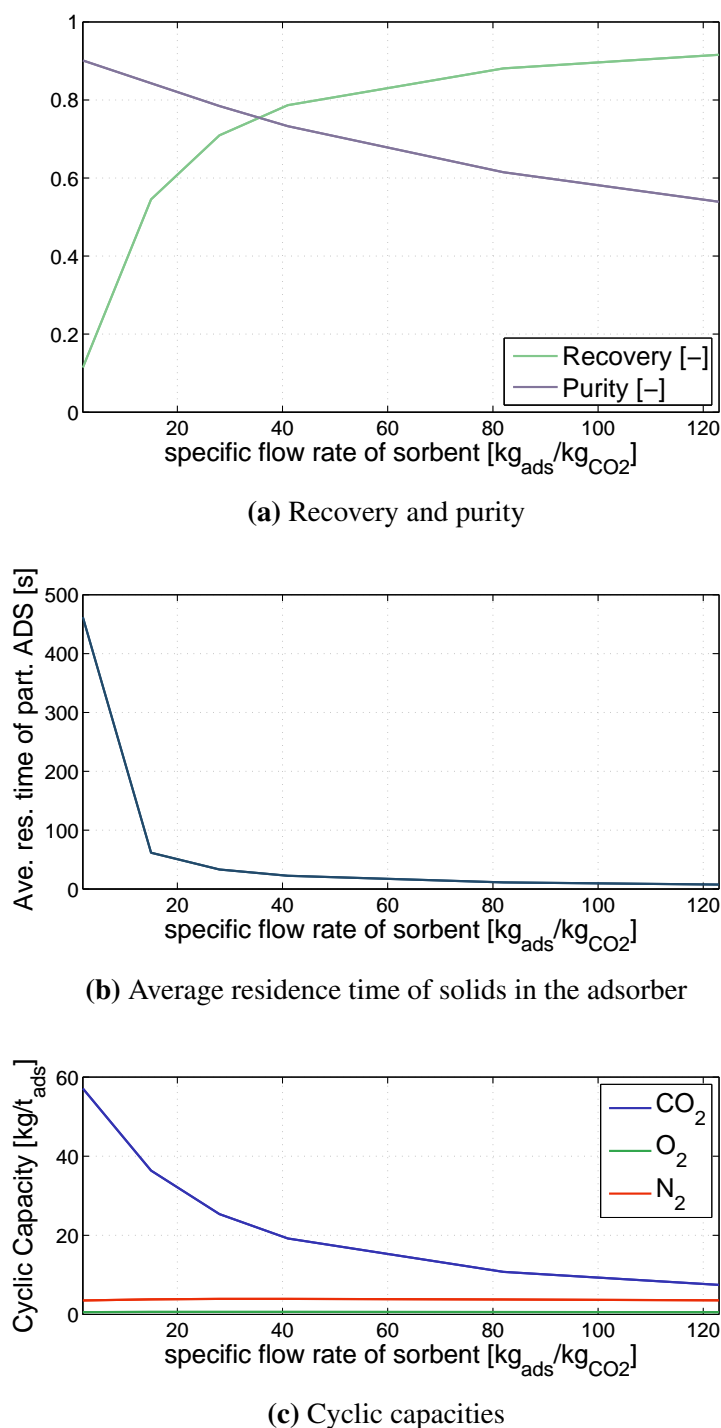 1
0.8
0.6
0.4
0.2
0
Recovery [−]
Purity [−]
20 40 60 80 100 120
specific flow rate of sorbent [kg_ads/kg_CO2]
(a) Recovery and purity
Ave. res. time of part. ADS [s]
500
400
300
200
100
0
20 40 60 80 100 120
specific flow rate of sorbent [kg_ads/kg_CO2]
(b) Average residence time of solids in the adsorber
Cyclic Capacity [kg/t_ads]
60
40
20
0
CO2
O2
N2
20 40 60 80 100 120
specific flow rate of sorbent [kg_ads/kg_CO2]
(c) Cyclic capacities